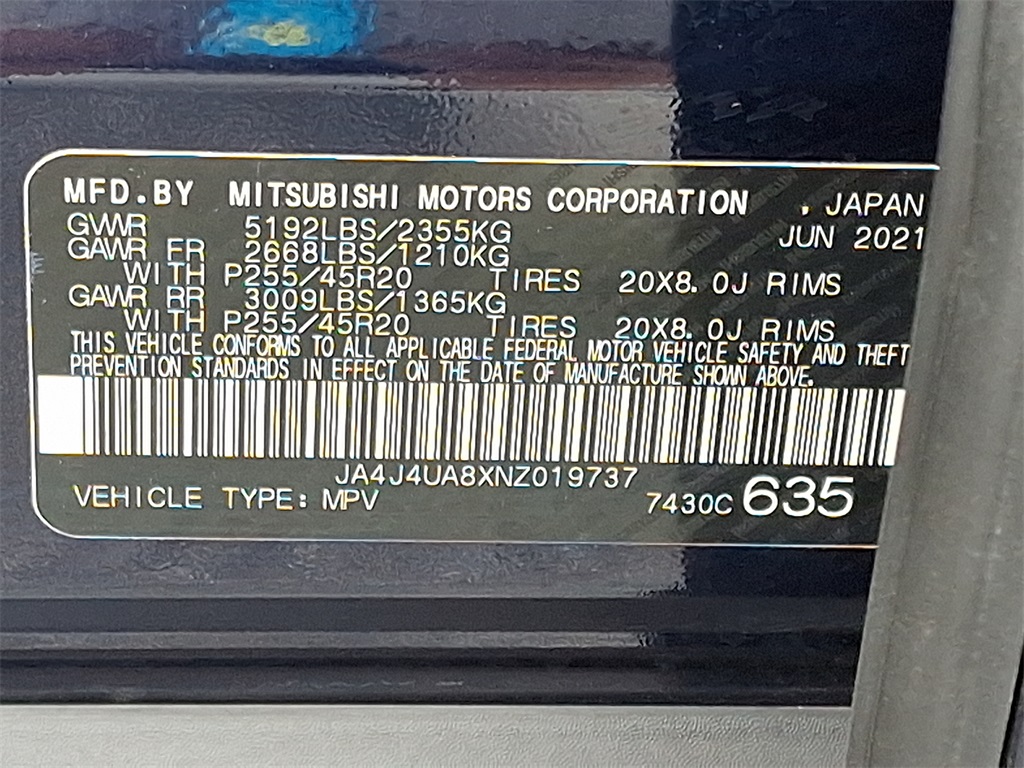 MFD.BY MITSUBISHI MOTORS CORPORATION , JAPAN
GVWR 5192LBS/2355KG JUN 2021
GAWR FR 2668LBS/1210KG
WITH P255/45R20 TIRES 20X8.0J RIMS
GAWR RR 3009LBS/1365KG
WITH P255/45R20 TIRES 20X8.0J RIMS
THIS VEHICLE CONFORMS TO ALL APPLICABLE FEDERAL MOTOR VEHICLE SAFETY AND THEFT
PREVENTION STANDARDS IN EFFECT ON THE DATE OF MANUFACTURE SHOWN ABOVE.
JA4J4UA8XNZ019737
VEHICLE TYPE: MPV 7430C 635